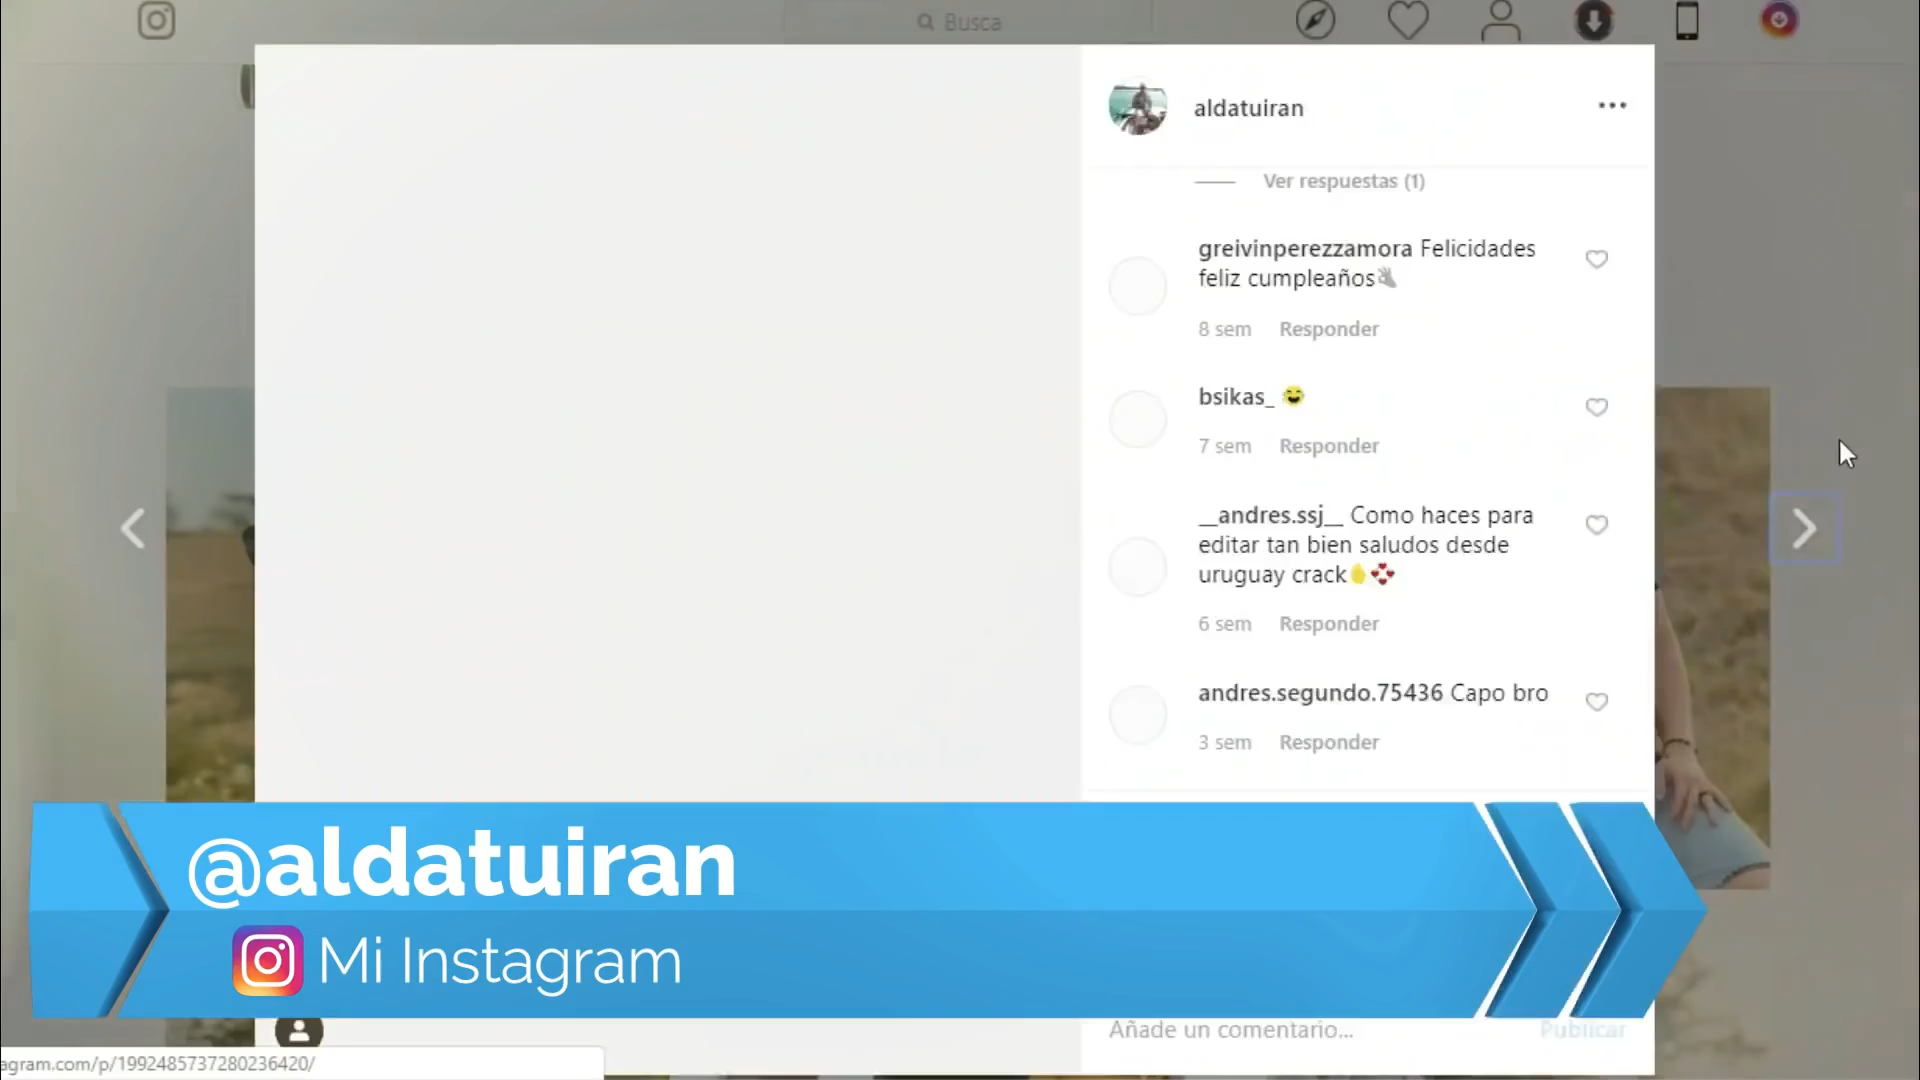 Busca
aldatuiran
Ver respuestas (1)
greivinperezzamora Felicidades
feliz cumpleaños
8 sem Responder
bsikas_ 😂
7 sem Responder
__andres.ssj__ Como haces para
editar tan bien saludos desde
uruguay crack
6 sem Responder
andres.segundo.75436 Capo bro
3 sem Responder
@aldatuiran
Mi Instagram
Añade un comentario...
Publicar
agram.com/p/1992485737280236420/